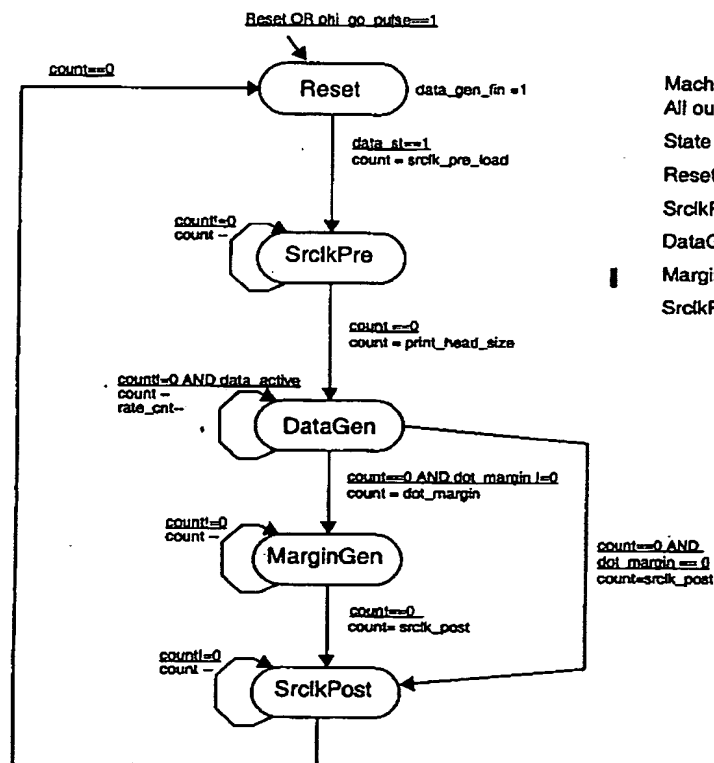 Reset OR phi_go_pulse==1
count==0
Reset
data_gen_fin =1
data_st==1
count = srclk_pre_load
count!=0
count --
SrclkPre
count ==0
count = print_head_size
count!=0 AND data_active
count --
rate_cnt--
DataGen
count==0 AND dot_margin !=0
count = dot_margin
count!=0
count --
MarginGen
count==0 AND
dot_margin == 0
count=srclk_post
count==0
count= srclk_post
count!=0
count --
SrclkPost
Mach
All ou
State
Reset
SrclkP
DataG
Margi
SrclkP